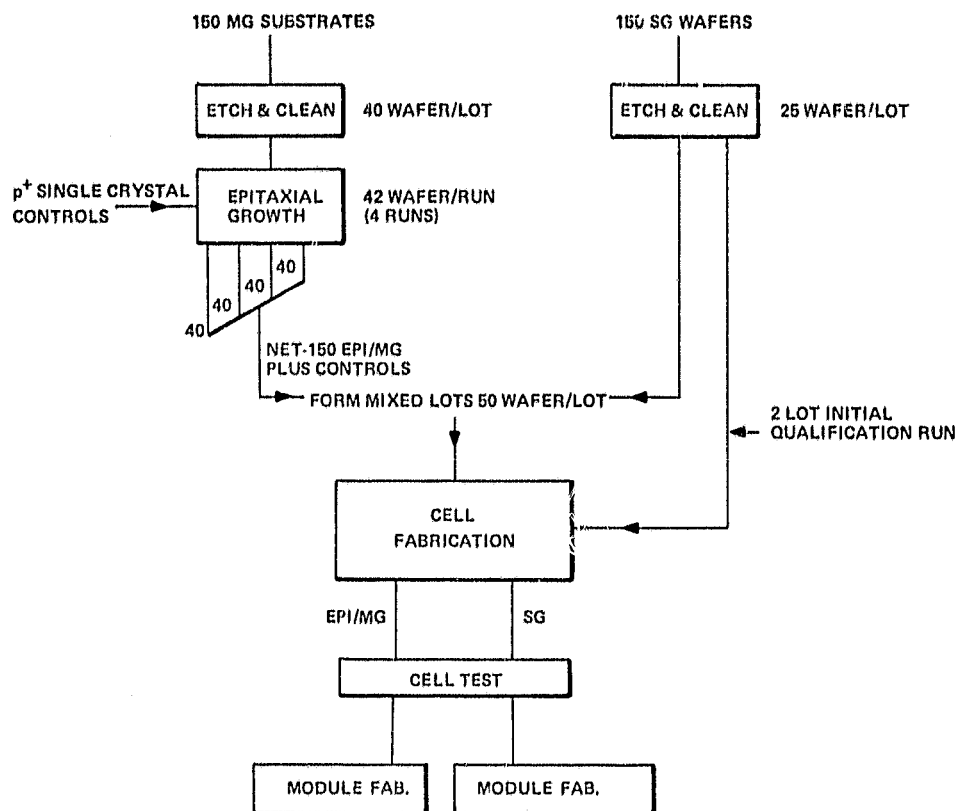 150 MG SUBSTRATES
150 SG WAFERS
ETCH & CLEAN
40 WAFER/LOT
ETCH & CLEAN
25 WAFER/LOT
p+ SINGLE CRYSTAL
CONTROLS
EPITAXIAL
GROWTH
42 WAFER/RUN
(4 RUNS)
40
40
40
40
NET-150 EPI/MG
PLUS CONTROLS
FORM MIXED LOTS 50 WAFER/LOT
2 LOT INITIAL
QUALIFICATION RUN
CELL
FABRICATION
EPI/MG
SG
CELL TEST
MODULE FAB.
MODULE FAB.